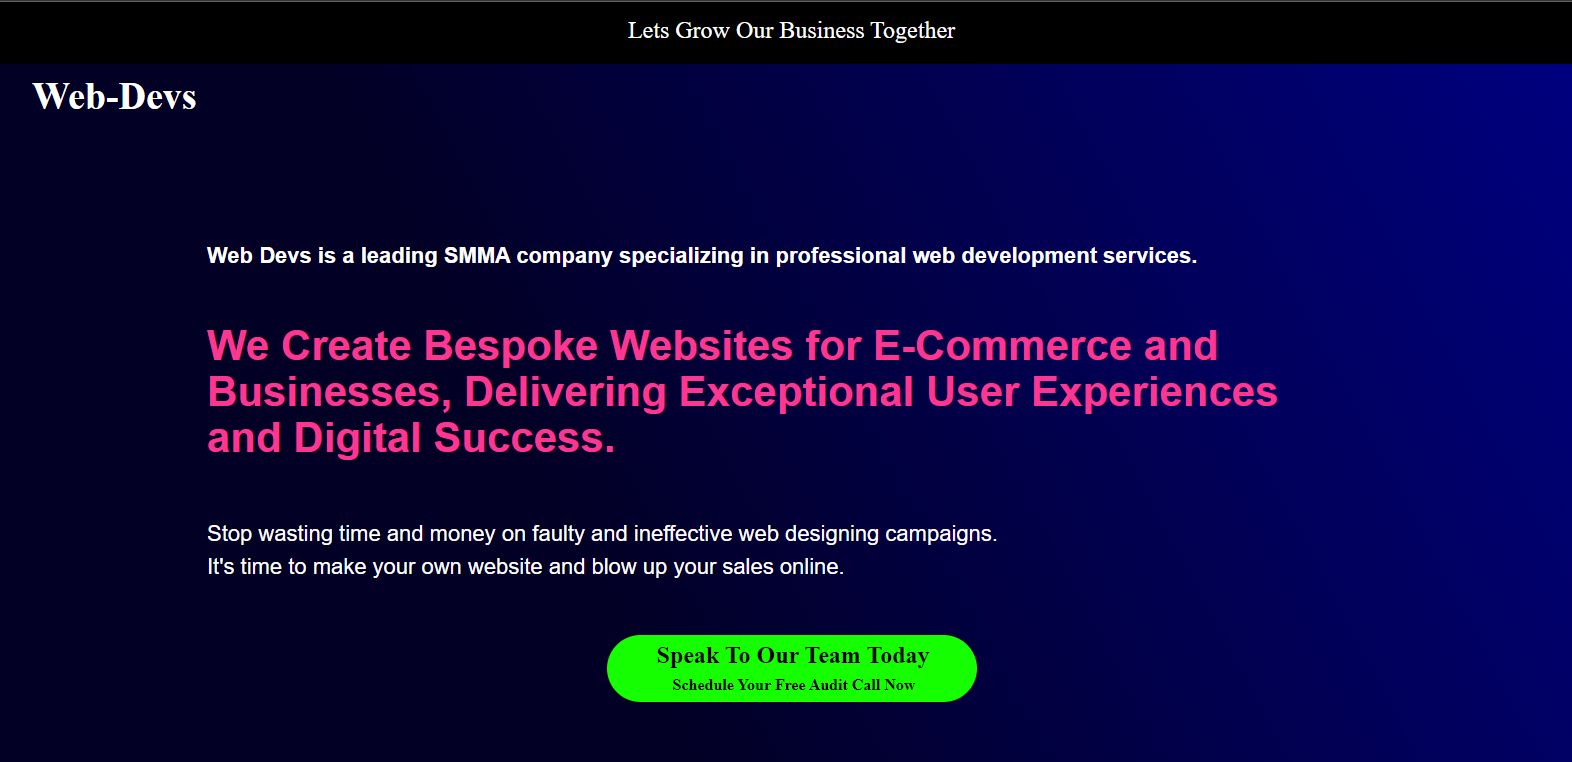 Lets Grow Our Business Together
Web-Devs
Web Devs is a leading SMMA company specializing in professional web development services.
We Create Bespoke Websites for E-Commerce and
Businesses, Delivering Exceptional User Experiences
and Digital Success.
Stop wasting time and money on faulty and ineffective web designing campaigns.
It's time to make your own website and blow up your sales online.
Speak To Our Team Today
Schedule Your Free Audit Call Now